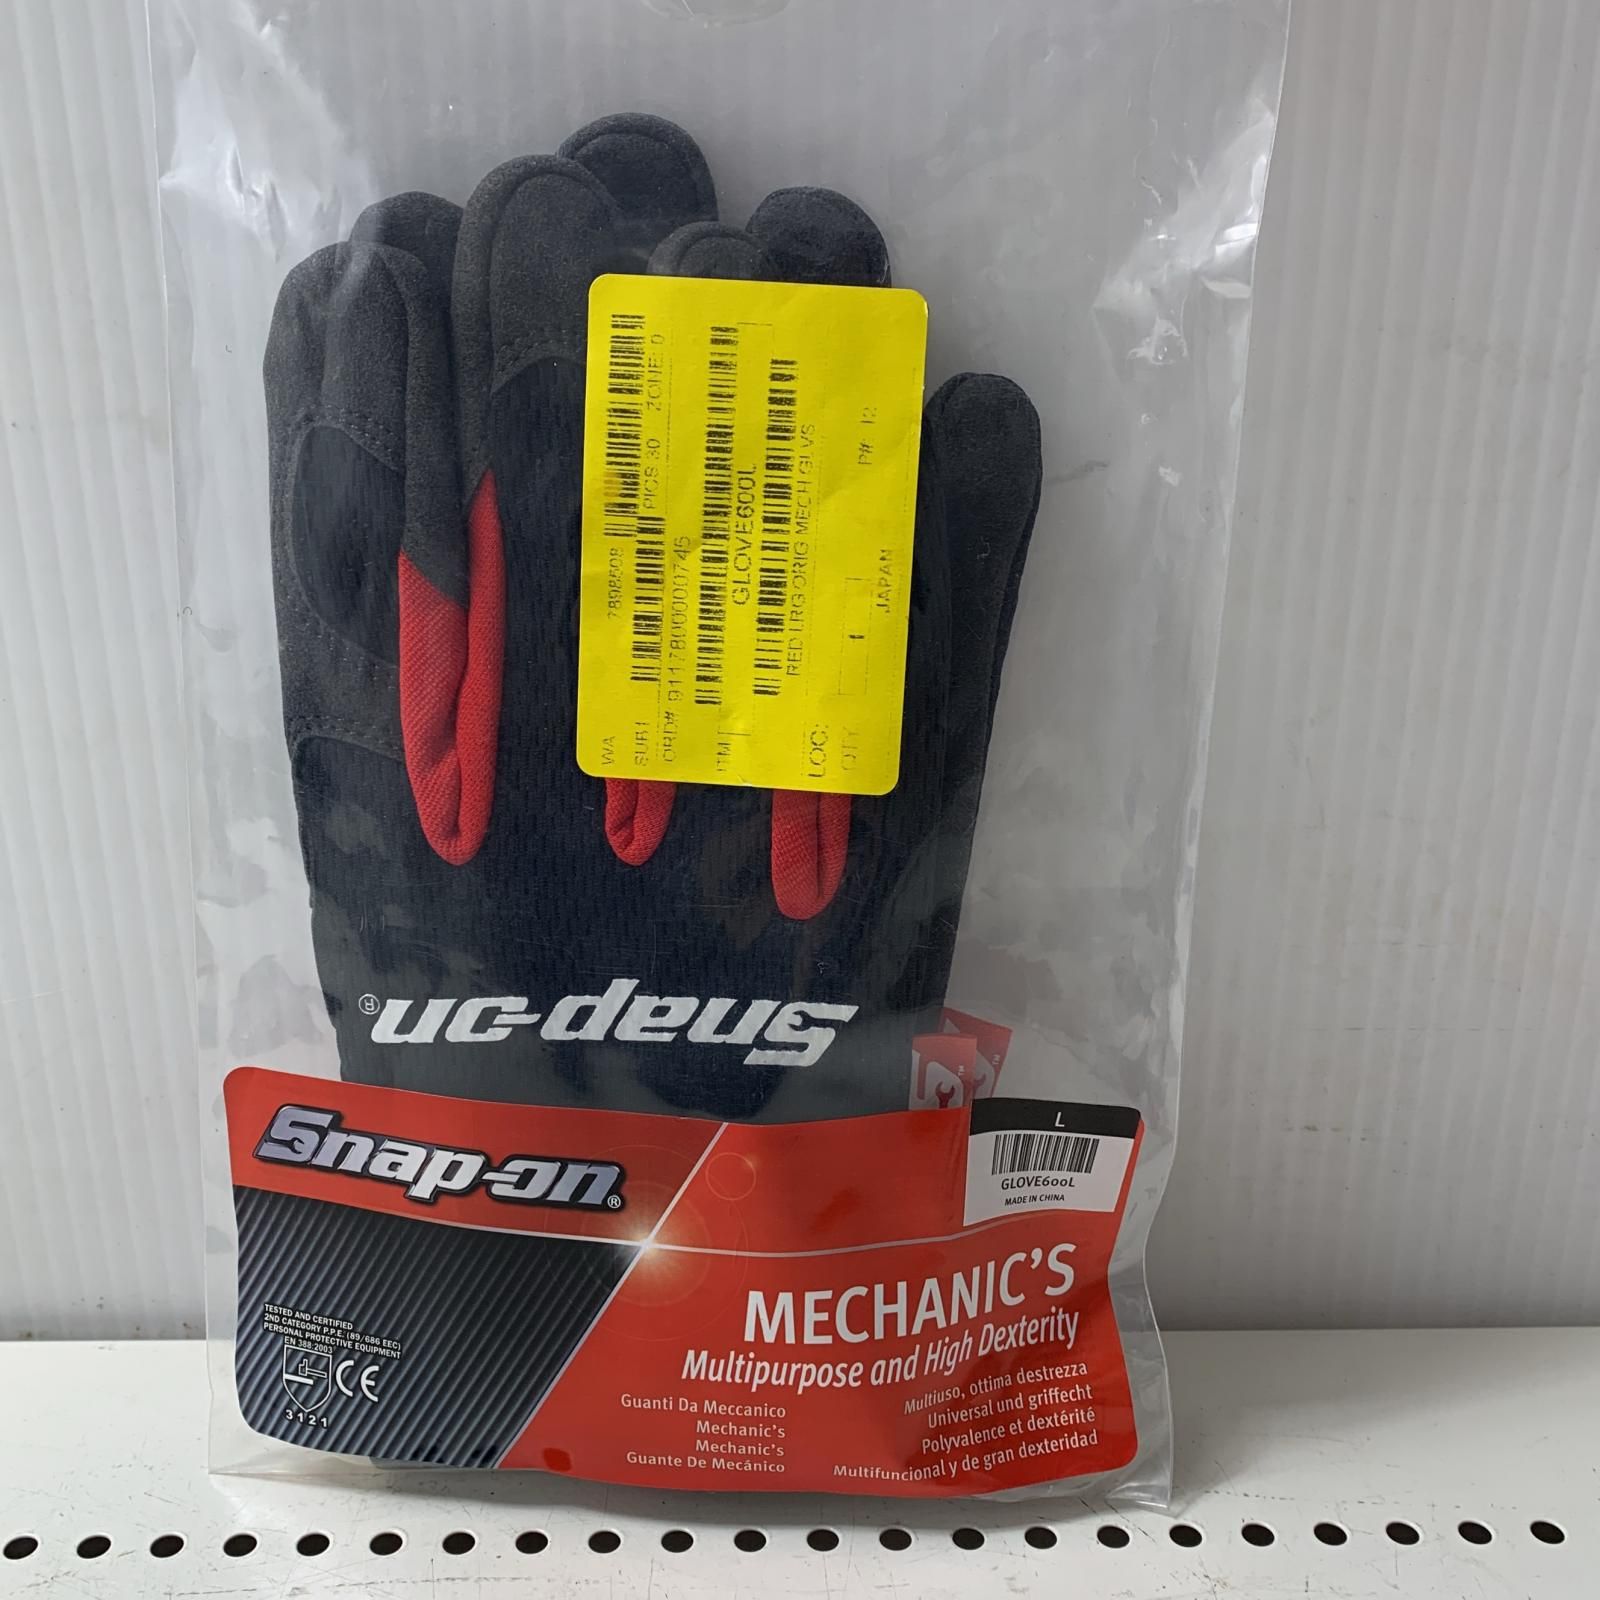 WA 7898608
SUB1 PICS 30 ZONE: 0
ORD# 9117800000745
ITM
GLOVE600L
RED LRG ORIG MECH GLVS
LOC:
QTY 1 P#: 12
JAPAN
Snap-on®
Snap-on®
L
GLOVE600L
MADE IN CHINA
MECHANIC'S
Multipurpose and High Dexterity
TESTED AND CERTIFIED
2ND CATEGORY P.P.E. (89/686 EEC)
PERSONAL PROTECTIVE EQUIPMENT
EN 388:2003
CE
3121
Guanti Da Meccanico
Mechanic's
Mechanic's
Guante De Mecánico
Multiuso, ottima destrezza
Universal und griffecht
Polyvalence et dextérité
Multifuncional y de gran dexteridad
TM
TM